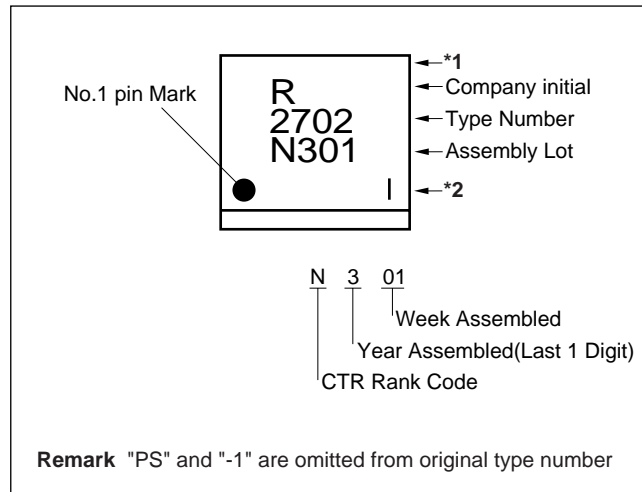 *1
No.1 pin Mark
R
Company initial
2702
Type Number
N301
Assembly Lot
*2
N 3 01
Week Assembled
Year Assembled(Last 1 Digit)
CTR Rank Code
Remark "PS" and "-1" are omitted from original type number